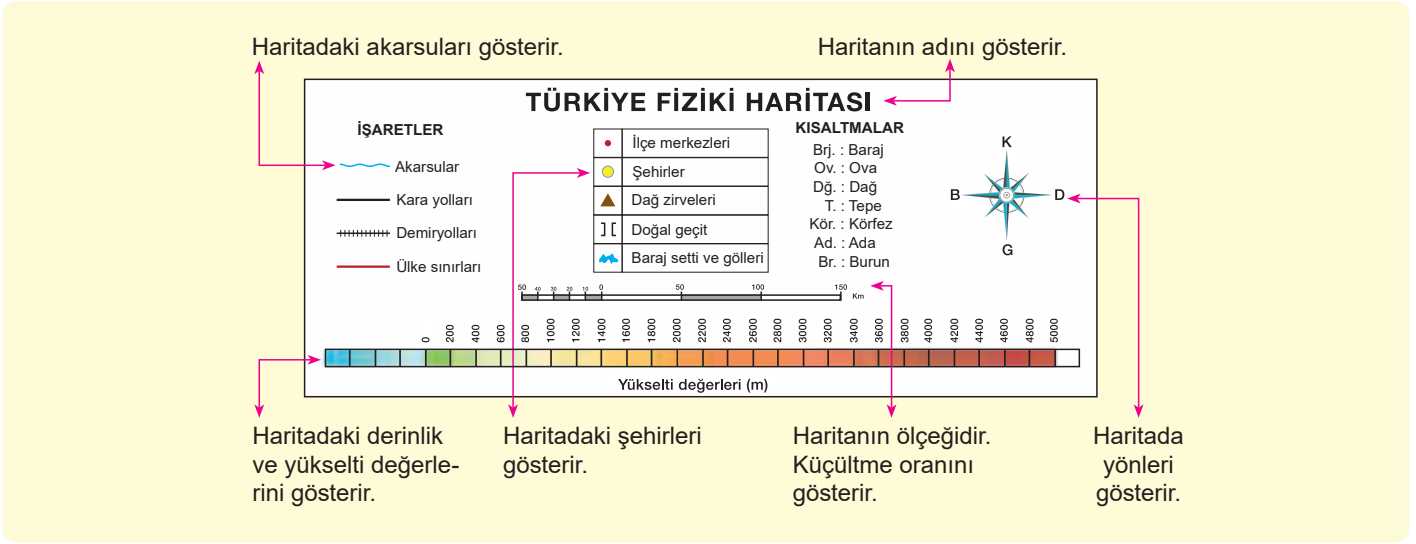 Haritadaki akarsuları gösterir.
Haritanın adını gösterir.
TÜRKİYE FİZİKİ HARİTASI
İŞARETLER
Akarsular
Kara yolları
Demiryolları
Ülke sınırları
İlçe merkezleri
Şehirler
Dağ zirveleri
Doğal geçit
Baraj setti ve gölleri
KISALTMALAR
Brj. : Baraj
Ov. : Ova
Dğ. : Dağ
T. : Tepe
Kör. : Körfez
Ad. : Ada
Br. : Burun
K
B
D
G
50 40 30 20 10 0 50 100 150
Km
0 200 400 600 800 1000 1200 1400 1600 1800 2000 2200 2400 2600 2800 3000 3200 3400 3600 3800 4000 4200 4400 4600 4800 5000
Yükselti değerleri (m)
Haritadaki derinlik
ve yükselti değerle-
rini gösterir.
Haritadaki şehirleri
gösterir.
Haritanın ölçeğidir.
Küçültme oranını
gösterir.
Haritada
yönleri
gösterir.